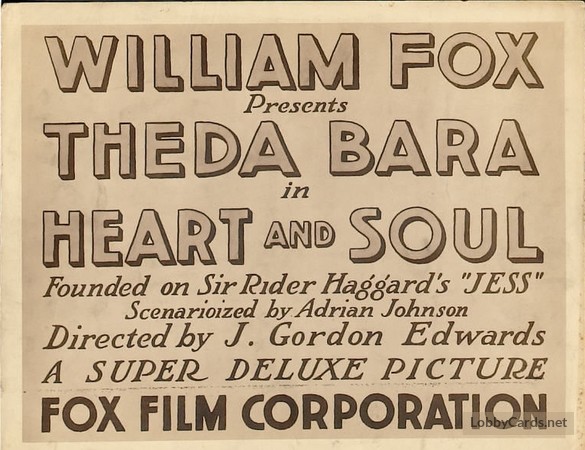 WILLIAM FOX
Presents
THEDA BARA
in
HEART AND SOUL
Founded on Sir Rider Haggard's "JESS"
Scenarioized by Adrian Johnson
Directed by J. Gordon Edwards
A SUPER DELUXE PICTURE
FOX FILM CORPORATION
LobbyCards.net